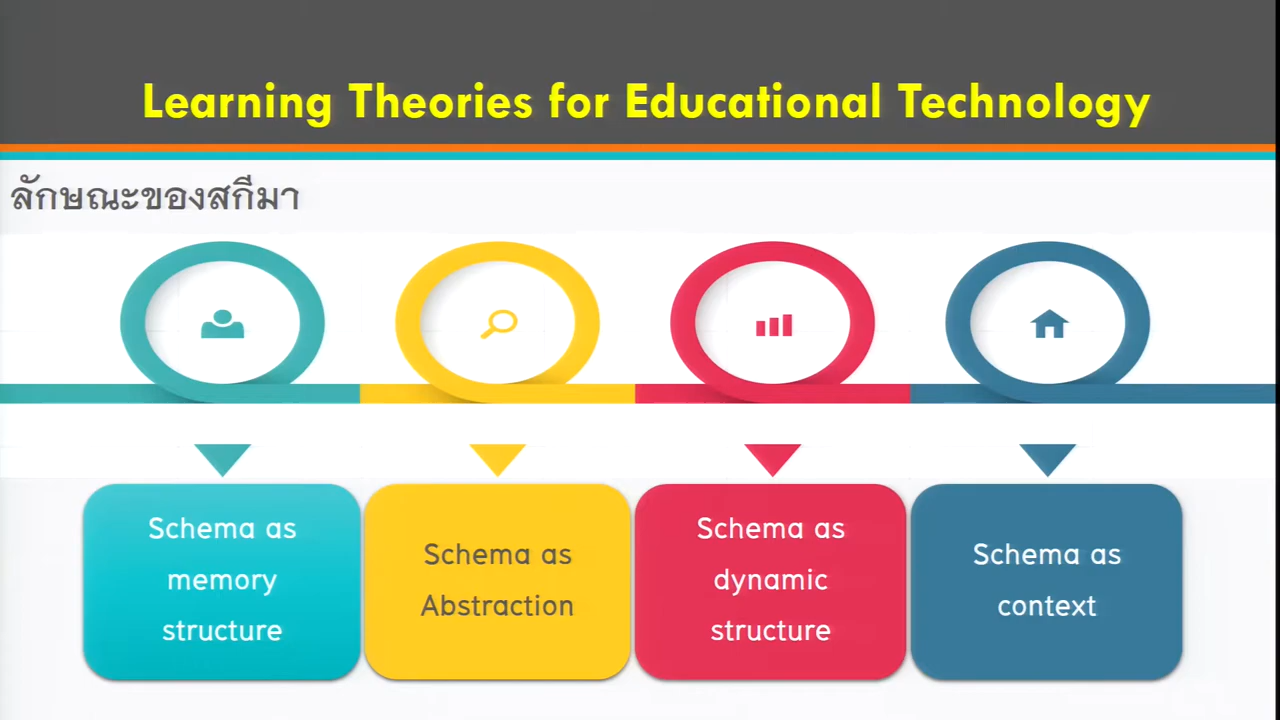 Learning Theories for Educational Technology
ลักษณะของสกีมา
Schema as
memory
structure
Schema as
Abstraction
Schema as
dynamic
structure
Schema as
context